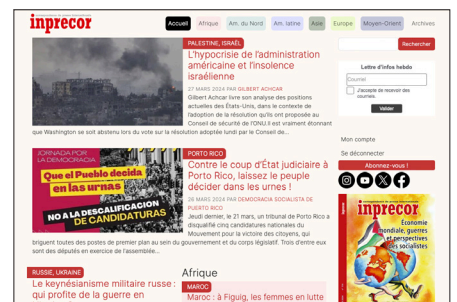 inprecor
Accueil Afrique Am. du Nord Am. latine Asie Europe Moyen-Orient Archives
PALESTINE, ISRAËL
L'hypocrisie de l'administration
américaine et l'insolence
israélienne
27 MARS 2024 PAR GILBERT ACHCAR
Gilbert Achcar livre son analyse des positions
actuelles des États-Unis, dans le contexte de
l'adoption de la résolution qu'ils ont proposée au
Conseil de sécurité de l'ONU.Il est vraiment étonnant
que Washington se soit abstenu lors du vote sur la résolution adoptée lundi par le Conseil de...
JORNADA POR
LA DEMOCRACIA
Que el Pueblo decida
en las urnas
NO A LA DESCALIFICACIÓN
DE CANDIDATURAS
PORTO RICO
Contre le coup d'État judiciaire à
Porto Rico, laissez le peuple
décider dans les urnes !
26 MARS 2024 PAR DEMOCRACIA SOCIALISTA DE
PUERTO RICO
Jeudi dernier, le 21 mars, un tribunal de Porto Rico a
disqualifié cinq candidatures nationales du
Mouvement pour la victoire des citoyens, qui
briguent toutes des postes de premier plan au sein du gouvernement et du corps législatif. Trois d'entre eux
sont des députés en exercice de l'assemblée...
RUSSIE, UKRAINE
Le keynésianisme militaire russe :
qui profite de la guerre en
Afrique
MAROC
Maroc : à Figuig, les femmes en lutte
Rechercher
Lettre d'infos hebdo
Courriel
J'accepte de recevoir des
courriels.
Valider
Mon compte
Se déconnecter
Abonnez-vous !
inprecor
Économie
mondiale, guerres
et perspectives
des socialistes